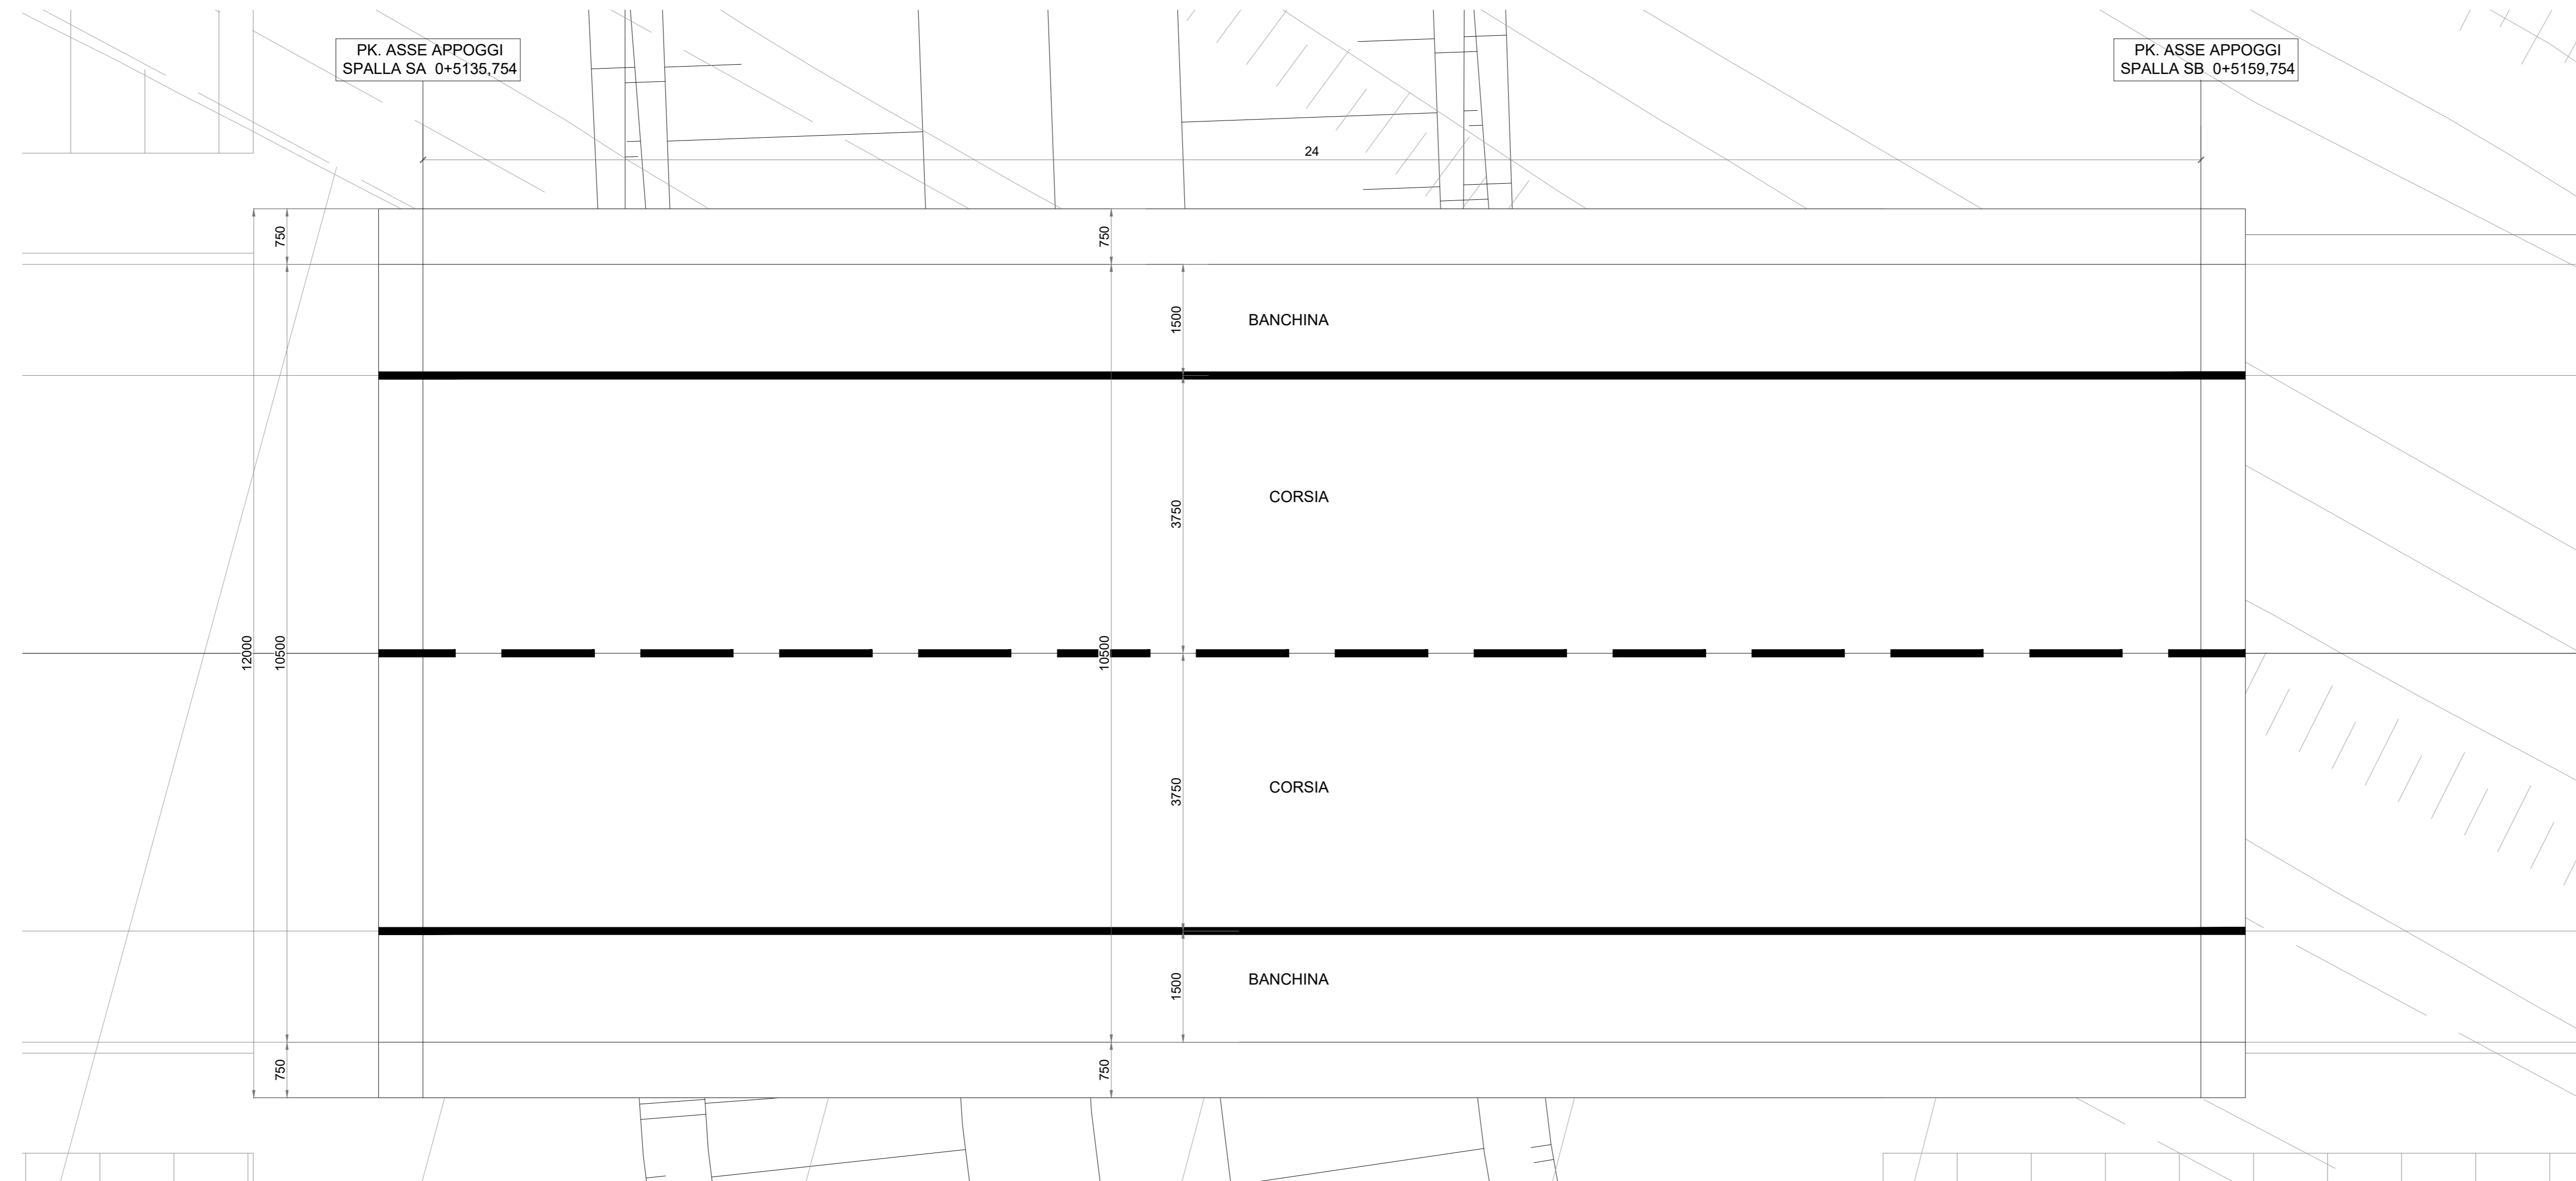 PK. ASSE APPOGGI
SPALLA SA 0+5135,754
PK. ASSE APPOGGI
SPALLA SB 0+5159,754
24
750
750
1500
BANCHINA
3750
CORSIA
12000
10500
10500
3750
CORSIA
1500
BANCHINA
750
750